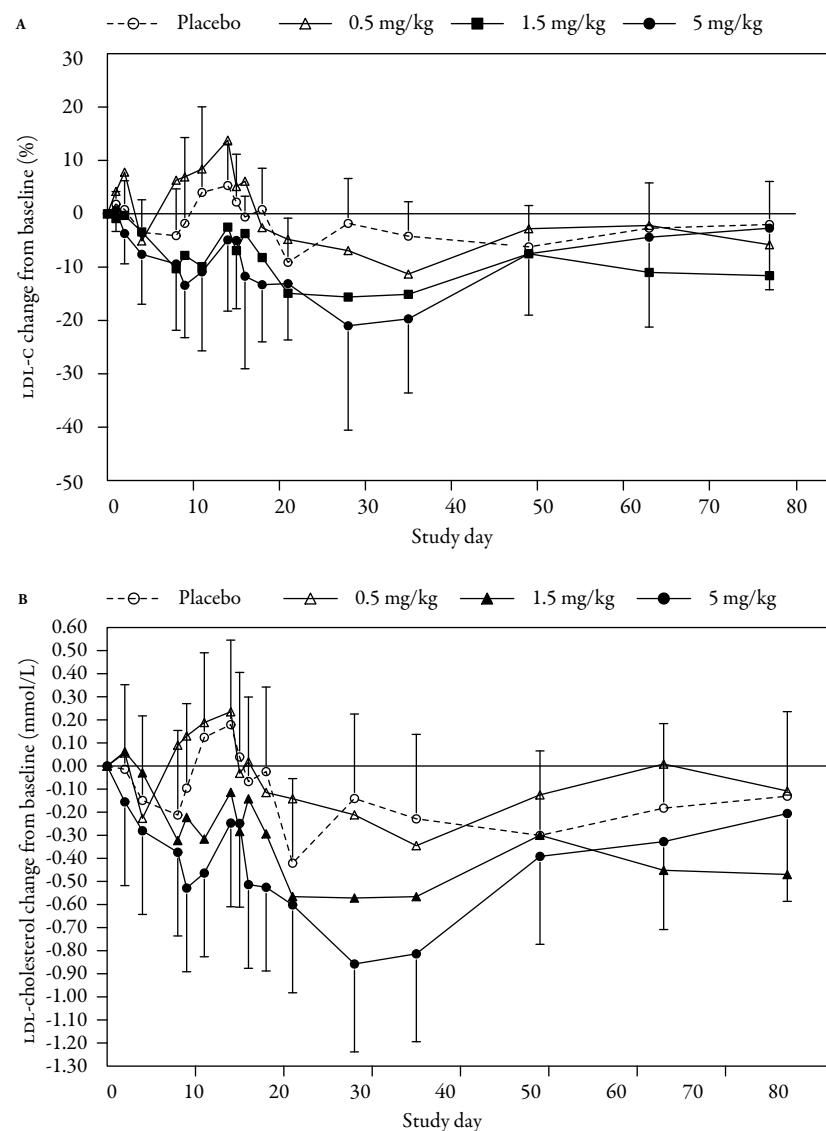 A
Placebo 0.5 mg/kg 1.5 mg/kg 5 mg/kg
30
20
10
0
-10
-20
-30
-40
-50
LDL-C change from baseline (%)
0 10 20 30 40 50 60 70 80
Study day
B
Placebo 0.5 mg/kg 1.5 mg/kg 5 mg/kg
0.60
0.50
0.40
0.30
0.20
0.10
0.00
-0.10
-0.20
-0.30
-0.40
-0.50
-0.60
-0.70
-0.80
-0.90
-1.00
-1.10
-1.20
-1.30
LDL-cholesterol change from baseline (mmol/L)
0 10 20 30 40 50 60 70 80
Study day